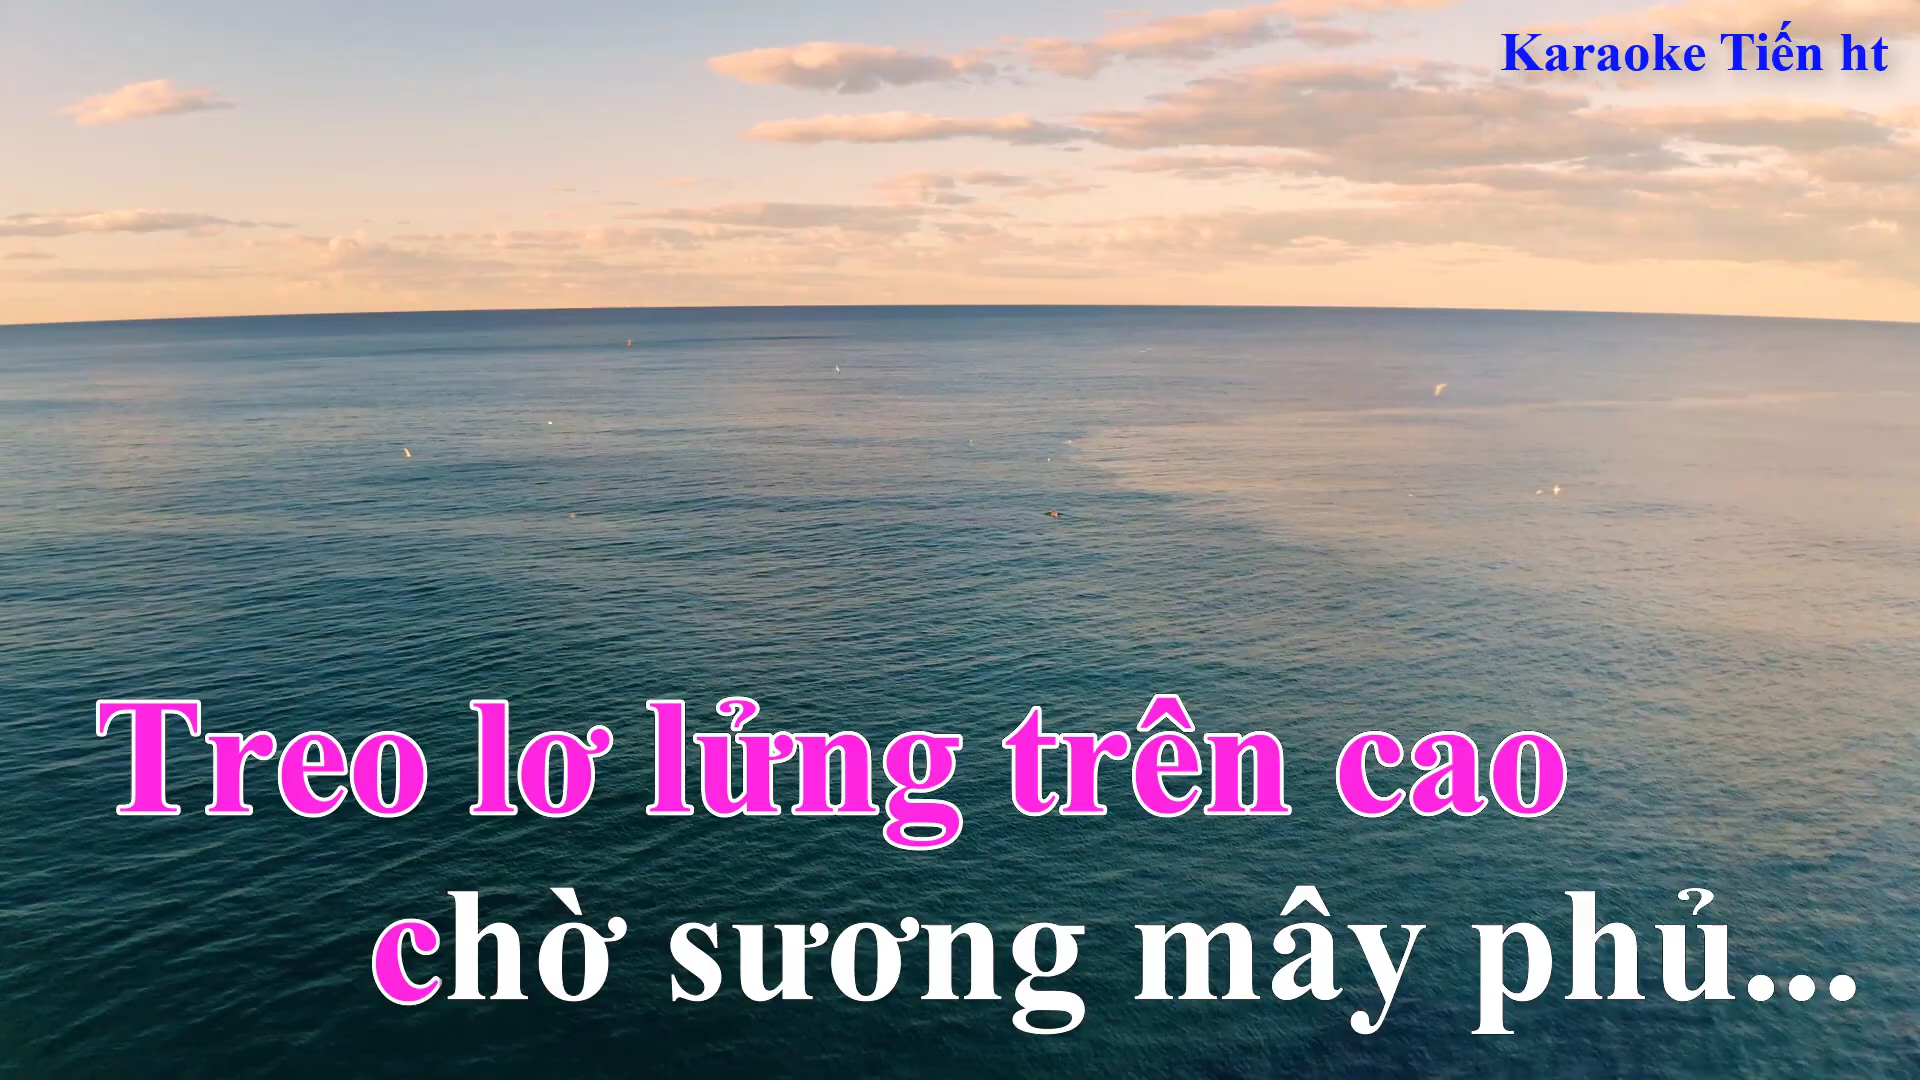 Karaoke Tiến ht
Treo lơ lửng trên cao
chờ sương mây phủ...